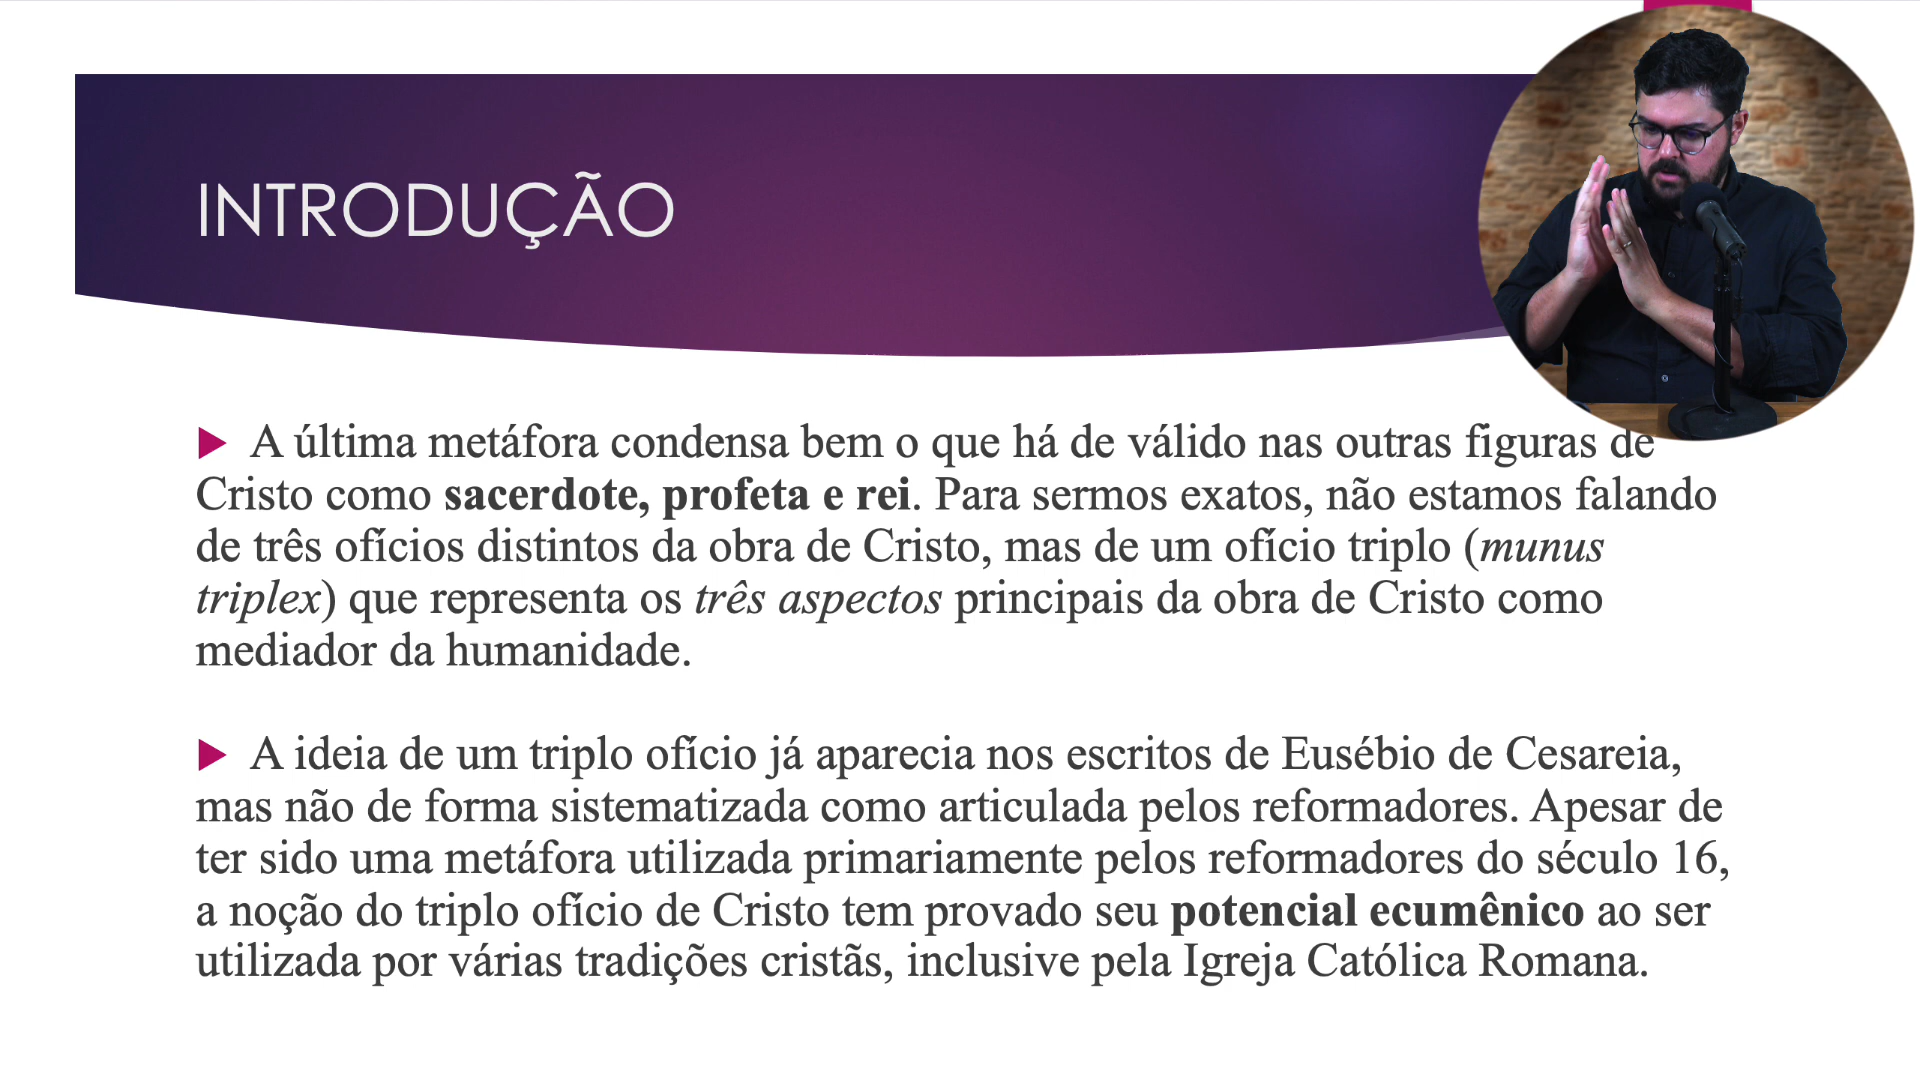 INTRODUÇÃO
A última metáfora condensa bem o que há de válido nas outras figuras de
Cristo como sacerdote, profeta e rei. Para sermos exatos, não estamos falando
de três ofícios distintos da obra de Cristo, mas de um ofício triplo (munus
triplex) que representa os três aspectos principais da obra de Cristo como
mediador da humanidade.
A ideia de um triplo ofício já aparecia nos escritos de Eusébio de Cesareia,
mas não de forma sistematizada como articulada pelos reformadores. Apesar de
ter sido uma metáfora utilizada primariamente pelos reformadores do século 16,
a noção do triplo ofício de Cristo tem provado seu potencial ecumênico ao ser
utilizada por várias tradições cristãs, inclusive pela Igreja Católica Romana.